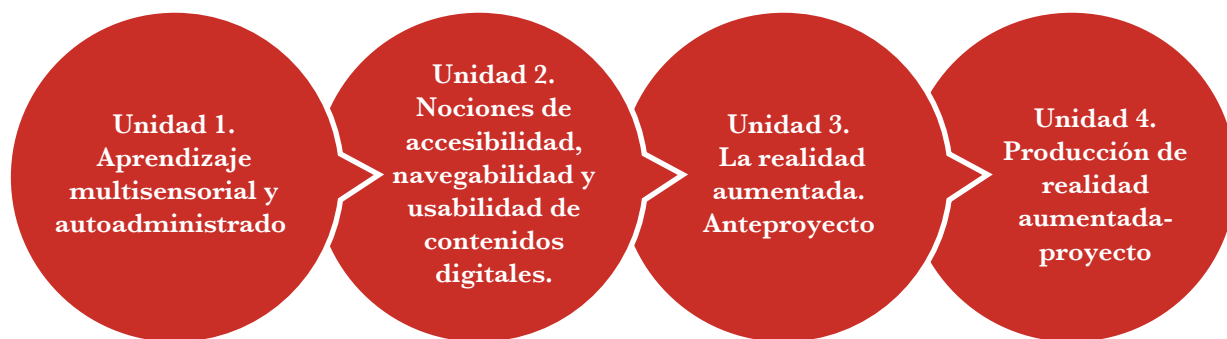 Unidad 1.
Aprendizaje
multisensorial y
autoadministrado
Unidad 2.
Nociones de
accesibilidad,
navegabilidad y
usabilidad de
contenidos
digitales.
Unidad 3.
La realidad
aumentada.
Anteproyecto
Unidad 4.
Producción de
realidad
aumentada-
proyecto